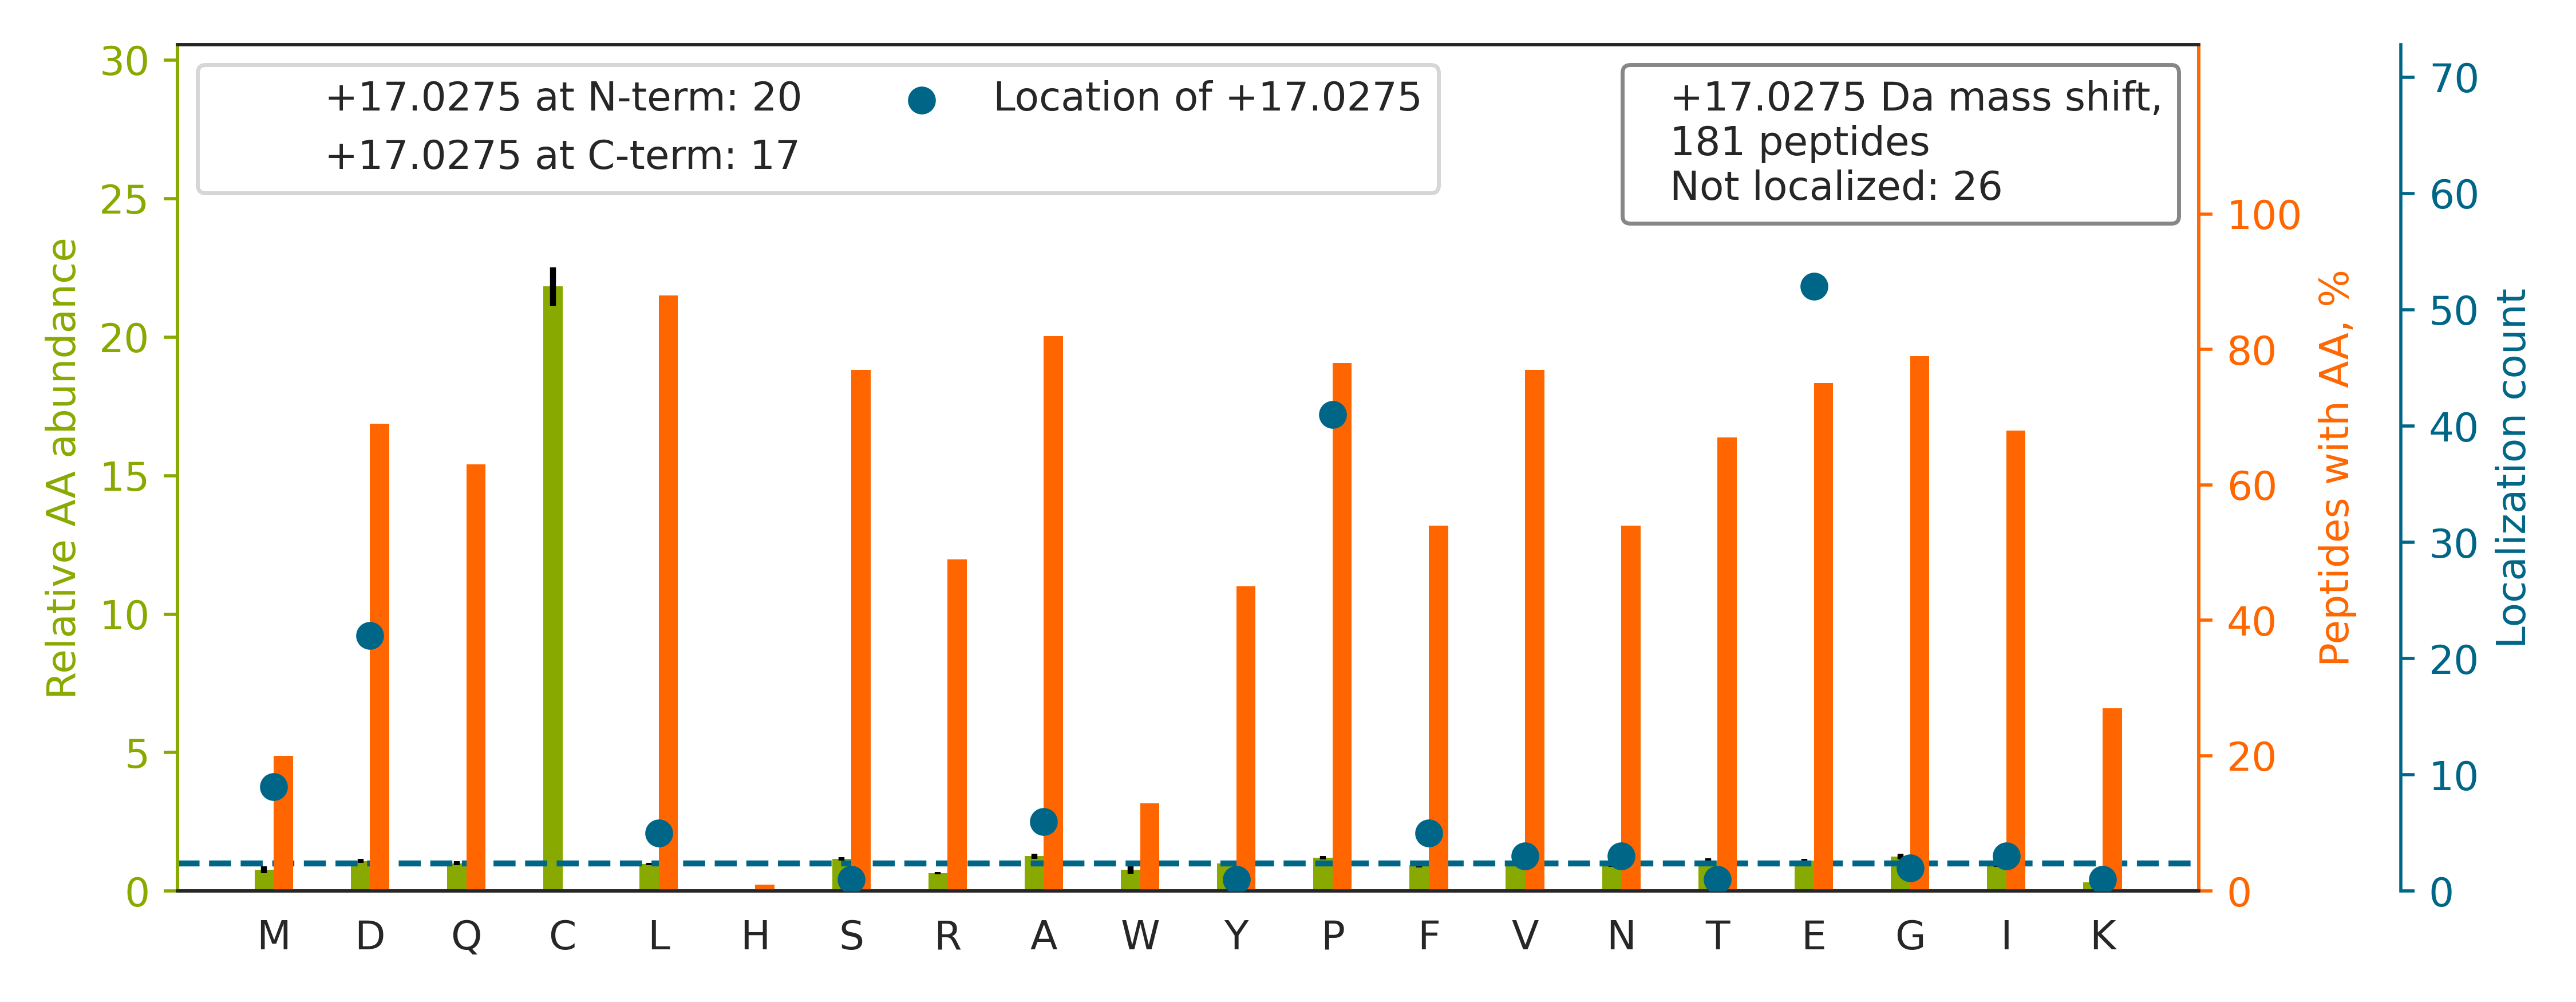 +17.0275 at N-term: 20
+17.0275 at C-term: 17
Location of +17.0275
+17.0275 Da mass shift,
181 peptides
Not localized: 26
Relative AA abundance
30
25
20
15
10
5
0
M D Q C L H S R A W Y P F V N T E G I K
100
80
60
40
20
0
Peptides with AA, %
70
60
50
40
30
20
10
0
Localization count